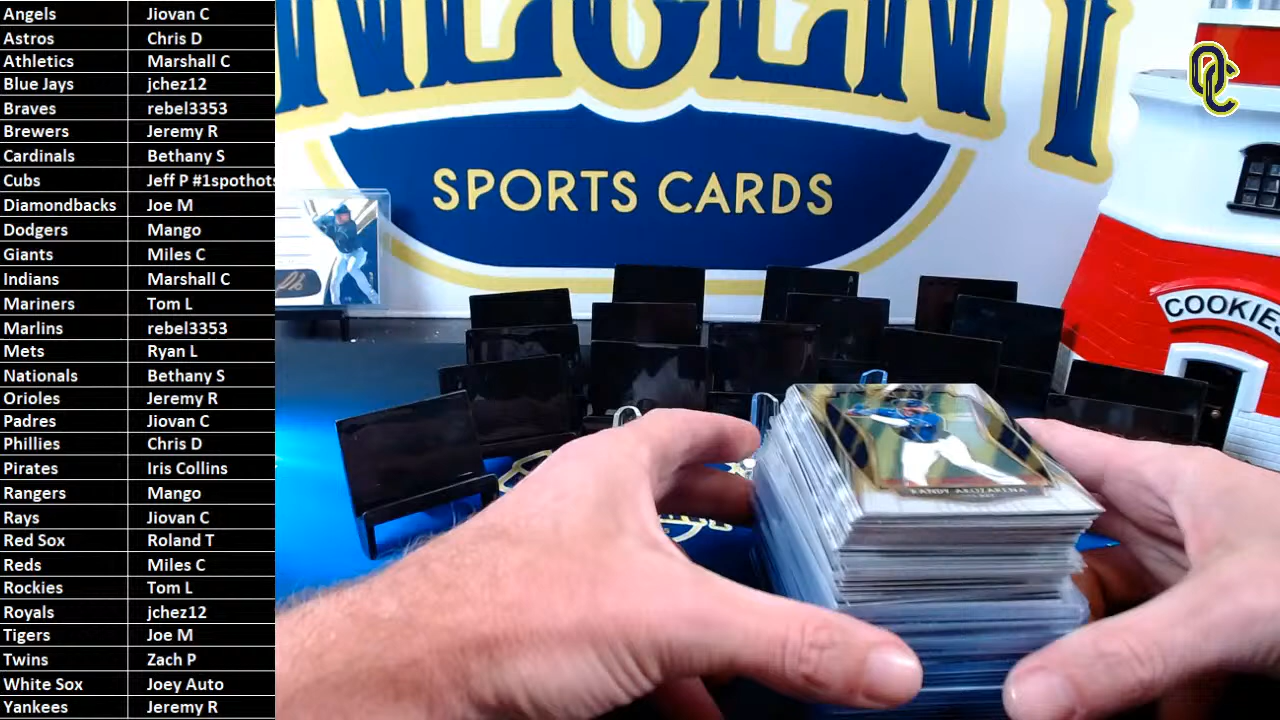 Angels Jiovan C
Astros Chris D
Athletics Marshall C
Blue Jays jchez12
Braves rebel3353
Brewers Jeremy R
Cardinals Bethany S
Cubs Jeff P #1spothots
Diamondbacks Joe M
Dodgers Mango
Giants Miles C
Indians Marshall C
Mariners Tom L
Marlins rebel3353
Mets Ryan L
Nationals Bethany S
Orioles Jeremy R
Padres Jiovan C
Phillies Chris D
Pirates Iris Collins
Rangers Mango
Rays Jiovan C
Red Sox Roland T
Reds Miles C
Rockies Tom L
Royals jchez12
Tigers Joe M
Twins Zach P
White Sox Joey Auto
Yankees Jeremy R
SPORTS CARDS
OC
COOKIES
RANDY AROZARENA